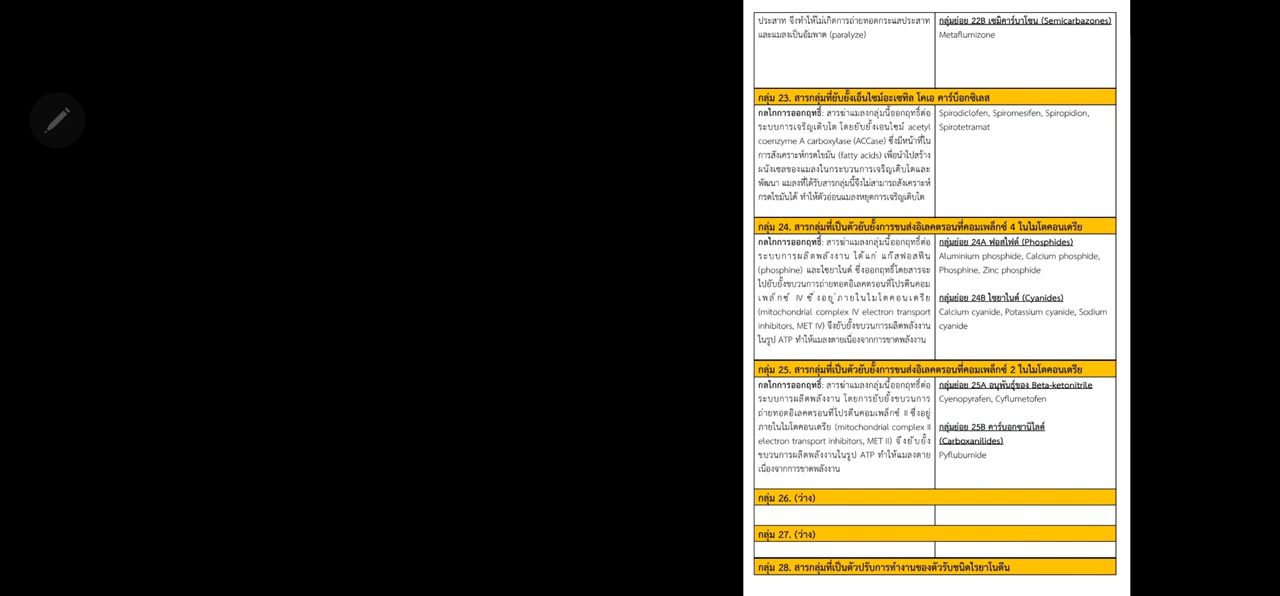 ประสาท จึงทำให้ไม่เกิดการถ่ายทอดกระแสประสาท
และแมลงเป็นอัมพาต (paralyze)
กลุ่มย่อย 22B เซมิคาร์บาโซน (Semicarbazones)
Metaflumizone
กลุ่ม 23. สารกลุ่มที่ยับยั้งเอ็นไซม์อะเซทิล โคเอ คาร์บ็อกซิเลส
กลไกการออกฤทธิ์: สารฆ่าแมลงกลุ่มนี้ออกฤทธิ์ต่อ
ระบบการเจริญเติบโต โดยยับยั้งเอนไซม์ acetyl
coenzyme A carboxylase (ACCase) ซึ่งมีหน้าที่ใน
การสังเคราะห์กรดไขมัน (fatty acids) เพื่อนำไปสร้าง
ผนังเซลของแมลงในกระบวนการเจริญเติบโตและ
พัฒนา แมลงที่ได้รับสารกลุ่มนี้จึงไม่สามารถสังเคราะห์
กรดไขมันได้ ทำให้ตัวอ่อนแมลงหยุดการเจริญเติบโต
Spirodiclofen, Spiromesifen, Spiropidion,
Spirotetramat
กลุ่ม 24. สารกลุ่มที่เป็นตัวยับยั้งการขนส่งอิเลคตรอนที่คอมเพล็กซ์ 4 ในไมโตคอนเดรีย
กลไกการออกฤทธิ์: สารฆ่าแมลงกลุ่มนี้ออกฤทธิ์ต่อ
ระบบการผลิตพลังงาน ได้แก่ แก๊สฟอสฟีน
(phosphine) และไซยาไนด์ ซึ่งออกฤทธิ์โดยสารจะ
ไปยับยั้งขบวนการถ่ายทอดอิเลคตรอนที่โปรตีนคอม
เพล็กซ์ IV ซึ่งอยู่ภายในไมโตคอนเดรีย
(mitochondrial complex IV electron transport
inhibitors, MET IV) จึงยับยั้งขบวนการผลิตพลังงาน
ในรูป ATP ทำให้แมลงตายเนื่องจากการขาดพลังงาน
กลุ่มย่อย 24A ฟอสไฟด์ (Phosphides)
Aluminium phosphide, Calcium phosphide,
Phosphine, Zinc phosphide
กลุ่มย่อย 24B ไซยาไนด์ (Cyanides)
Calcium cyanide, Potassium cyanide, Sodium
cyanide
กลุ่ม 25. สารกลุ่มที่เป็นตัวยับยั้งการขนส่งอิเลคตรอนที่คอมเพล็กซ์ 2 ในไมโตคอนเดรีย
กลไกการออกฤทธิ์: สารฆ่าแมลงกลุ่มนี้ออกฤทธิ์ต่อ
ระบบการผลิตพลังงาน โดยการยับยั้งขบวนการ
ถ่ายทอดอิเลคตรอนที่โปรตีนคอมเพล็กซ์ II ซึ่งอยู่
ภายในไมโตคอนเดรีย (mitochondrial complex II
electron transport inhibitors, MET II) จึงยับยั้ง
ขบวนการผลิตพลังงานในรูป ATP ทำให้แมลงตาย
เนื่องจากการขาดพลังงาน
กลุ่มย่อย 25A อนุพันธุ์ของ Beta-ketonitrile
Cyenopyrafen, Cyflumetofen
กลุ่มย่อย 25B คาร์บอกซานิไลด์
(Carboxanilides)
Pyflubumide
กลุ่ม 26. (ว่าง)
กลุ่ม 27. (ว่าง)
กลุ่ม 28. สารกลุ่มที่เป็นตัวปรับการทำงานของตัวรับชนิดไรยาโนดีน